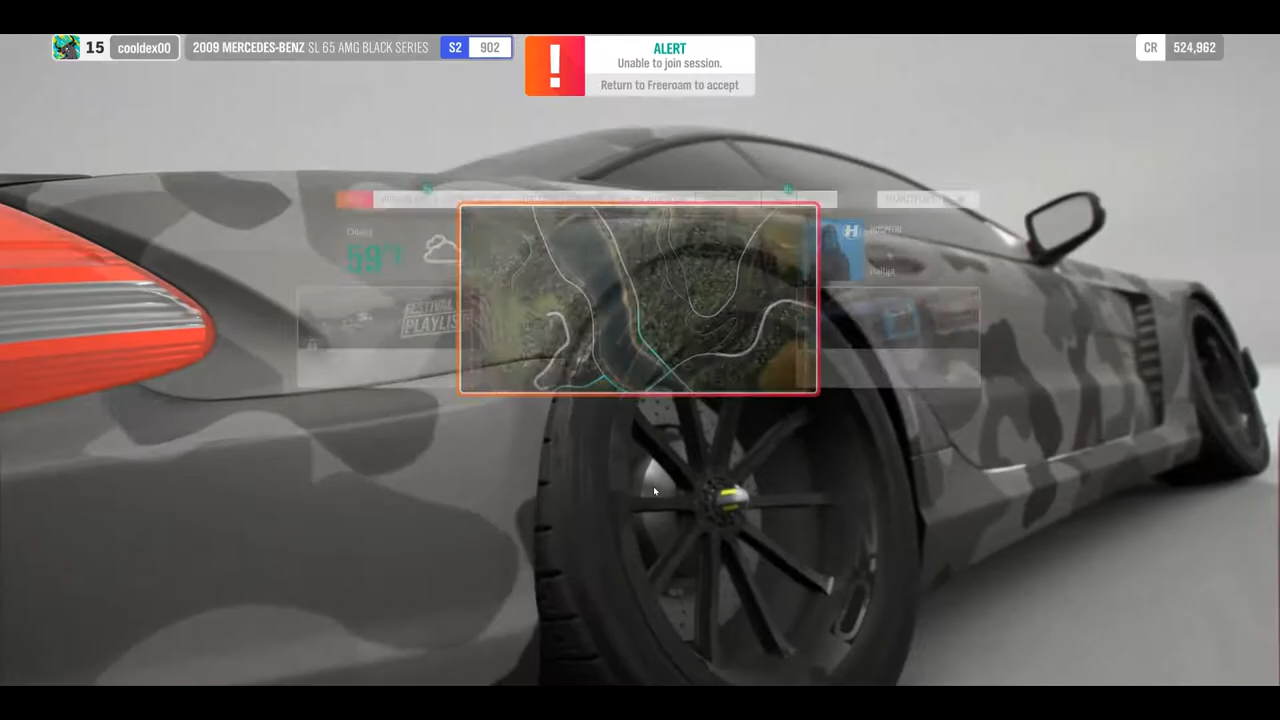 15 cooldex00 2009 MERCEDES-BENZ SL 65 AMG BLACK SERIES S2 902
!
ALERT
Unable to join session.
Return to Freeroam to accept
CR 524,962
59°F
FESTIVAL
PLAYLIST